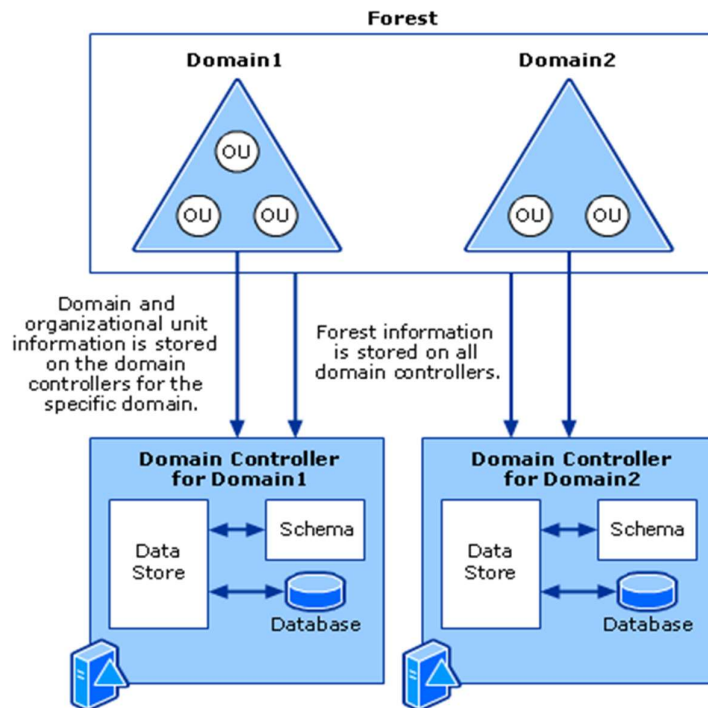 Forest
Domain1
Domain2
OU
OU
OU
OU
OU
Domain and
organizational unit
information is stored
on the domain
controllers for the
specific domain.
Forest information
is stored on all
domain controllers.
Domain Controller
for Domain1
Data
Store
Schema
Database
Domain Controller
for Domain2
Data
Store
Schema
Database